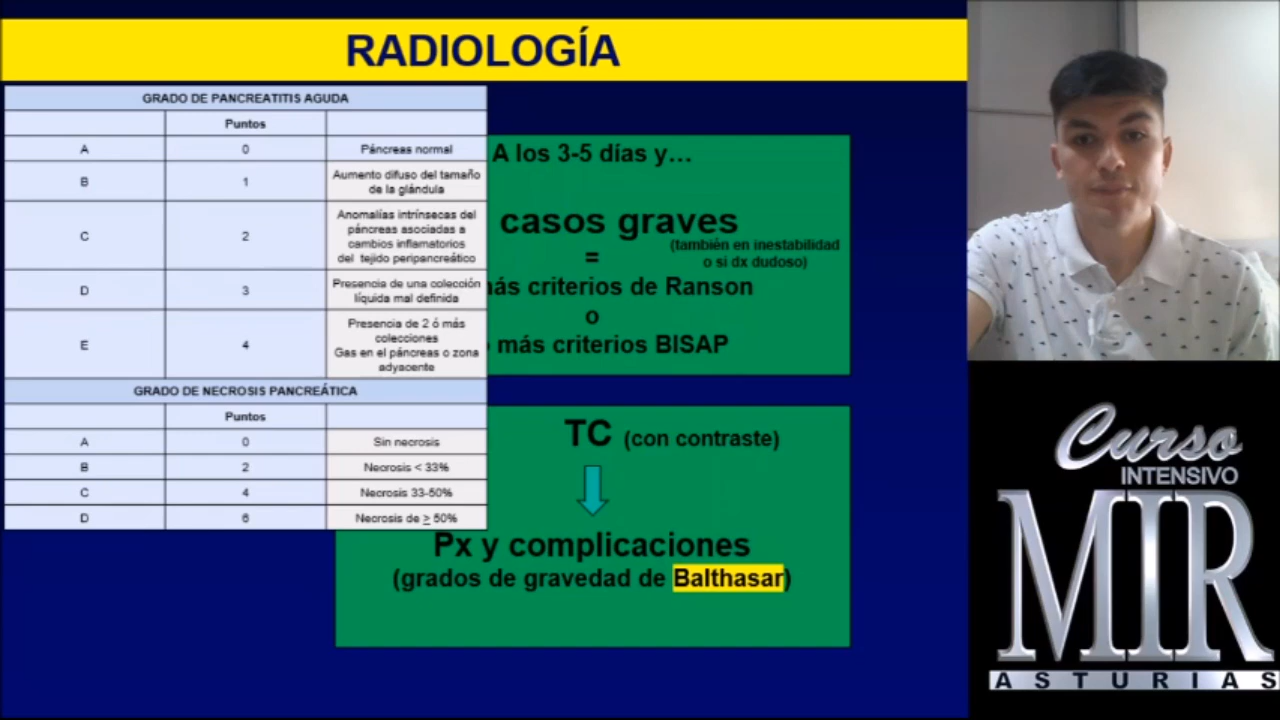 RADIOLOGÍA
GRADO DE PANCREATITIS AGUDA
Puntos
A 0 Páncreas normal
B 1 Aumento difuso del tamaño
de la glándula
C 2 Anomalías intrínsecas del
páncreas asociadas a
cambios inflamatorios
del tejido peripancreático
D 3 Presencia de una colección
líquida mal definida
E 4 Presencia de 2 ó más
colecciones
Gas en el páncreas o zona
adyacente
GRADO DE NECROSIS PANCREÁTICA
Puntos
A 0 Sin necrosis
B 2 Necrosis < 33%
C 4 Necrosis 33-50%
D 6 Necrosis de ≥ 50%
A los 3-5 días y…
casos graves
(también en inestabilidad
o si dx dudoso)
=
criterios de Ranson
o
más criterios BISAP
TC (con contraste)
Px y complicaciones
(grados de gravedad de Balthasar)
Curso
INTENSIVO
MIR
ASTURIAS